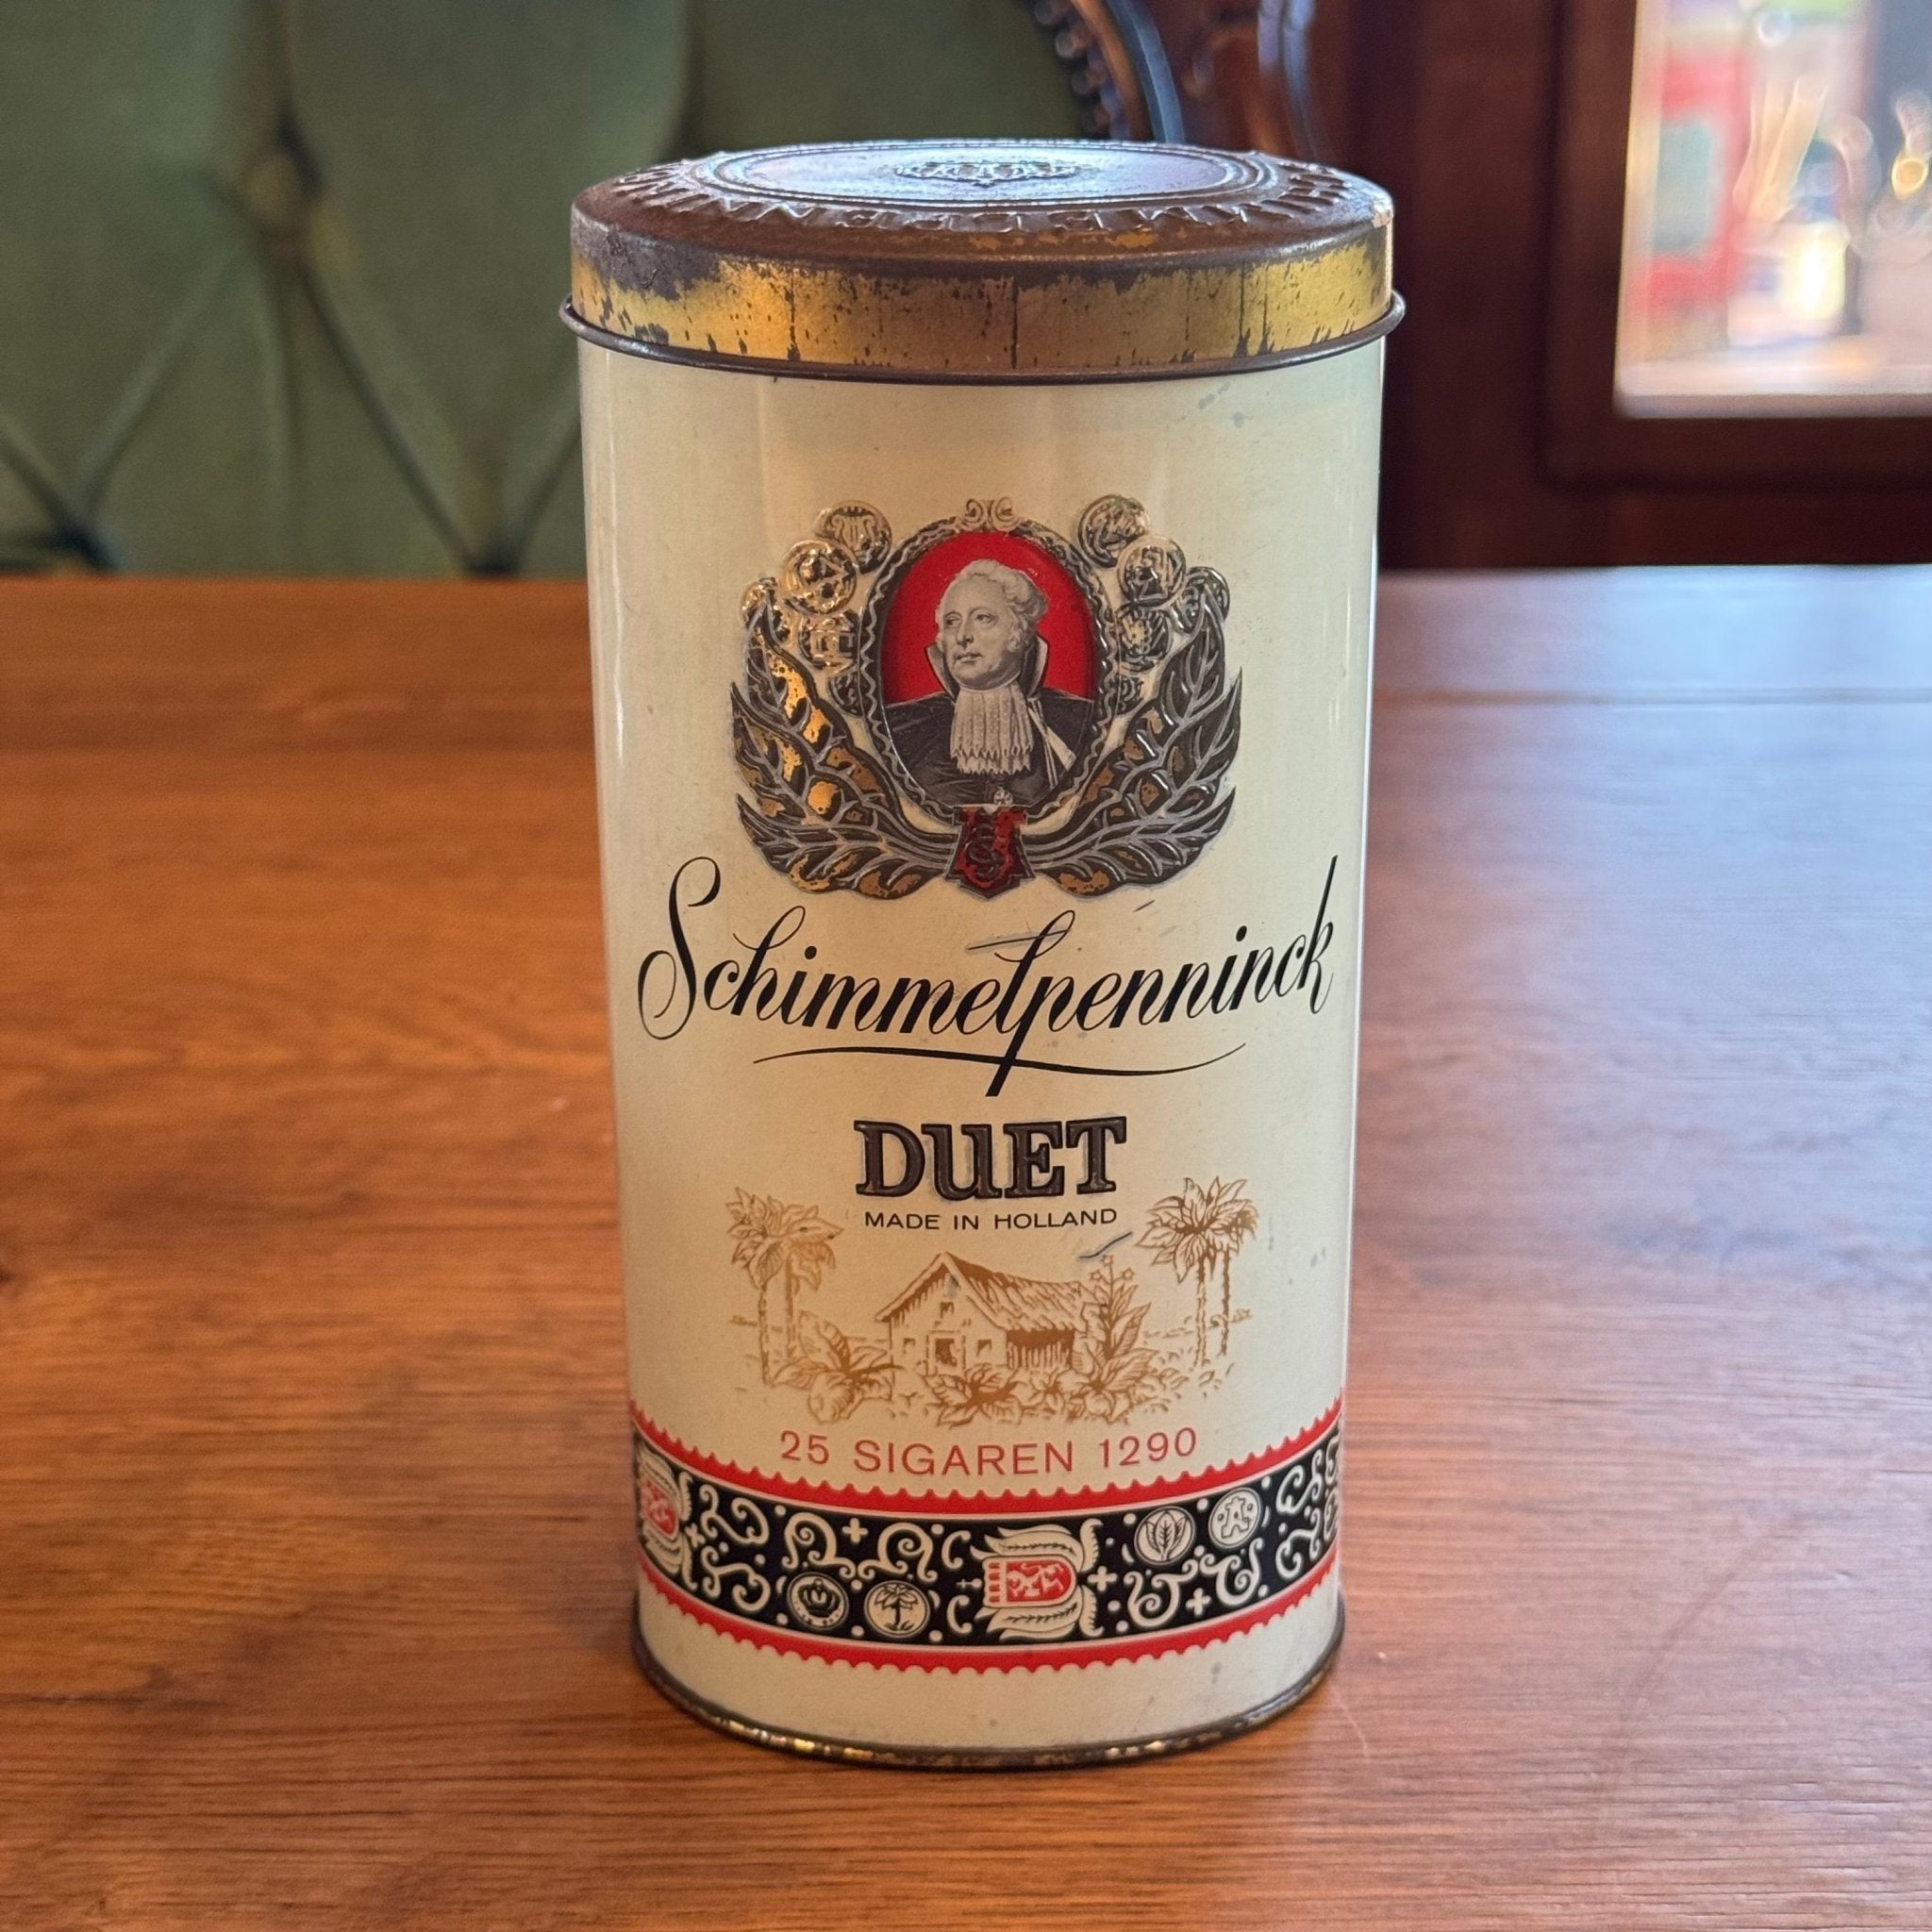 Schimmelpenninck
DUET
MADE IN HOLLAND
25 SIGAREN 1290